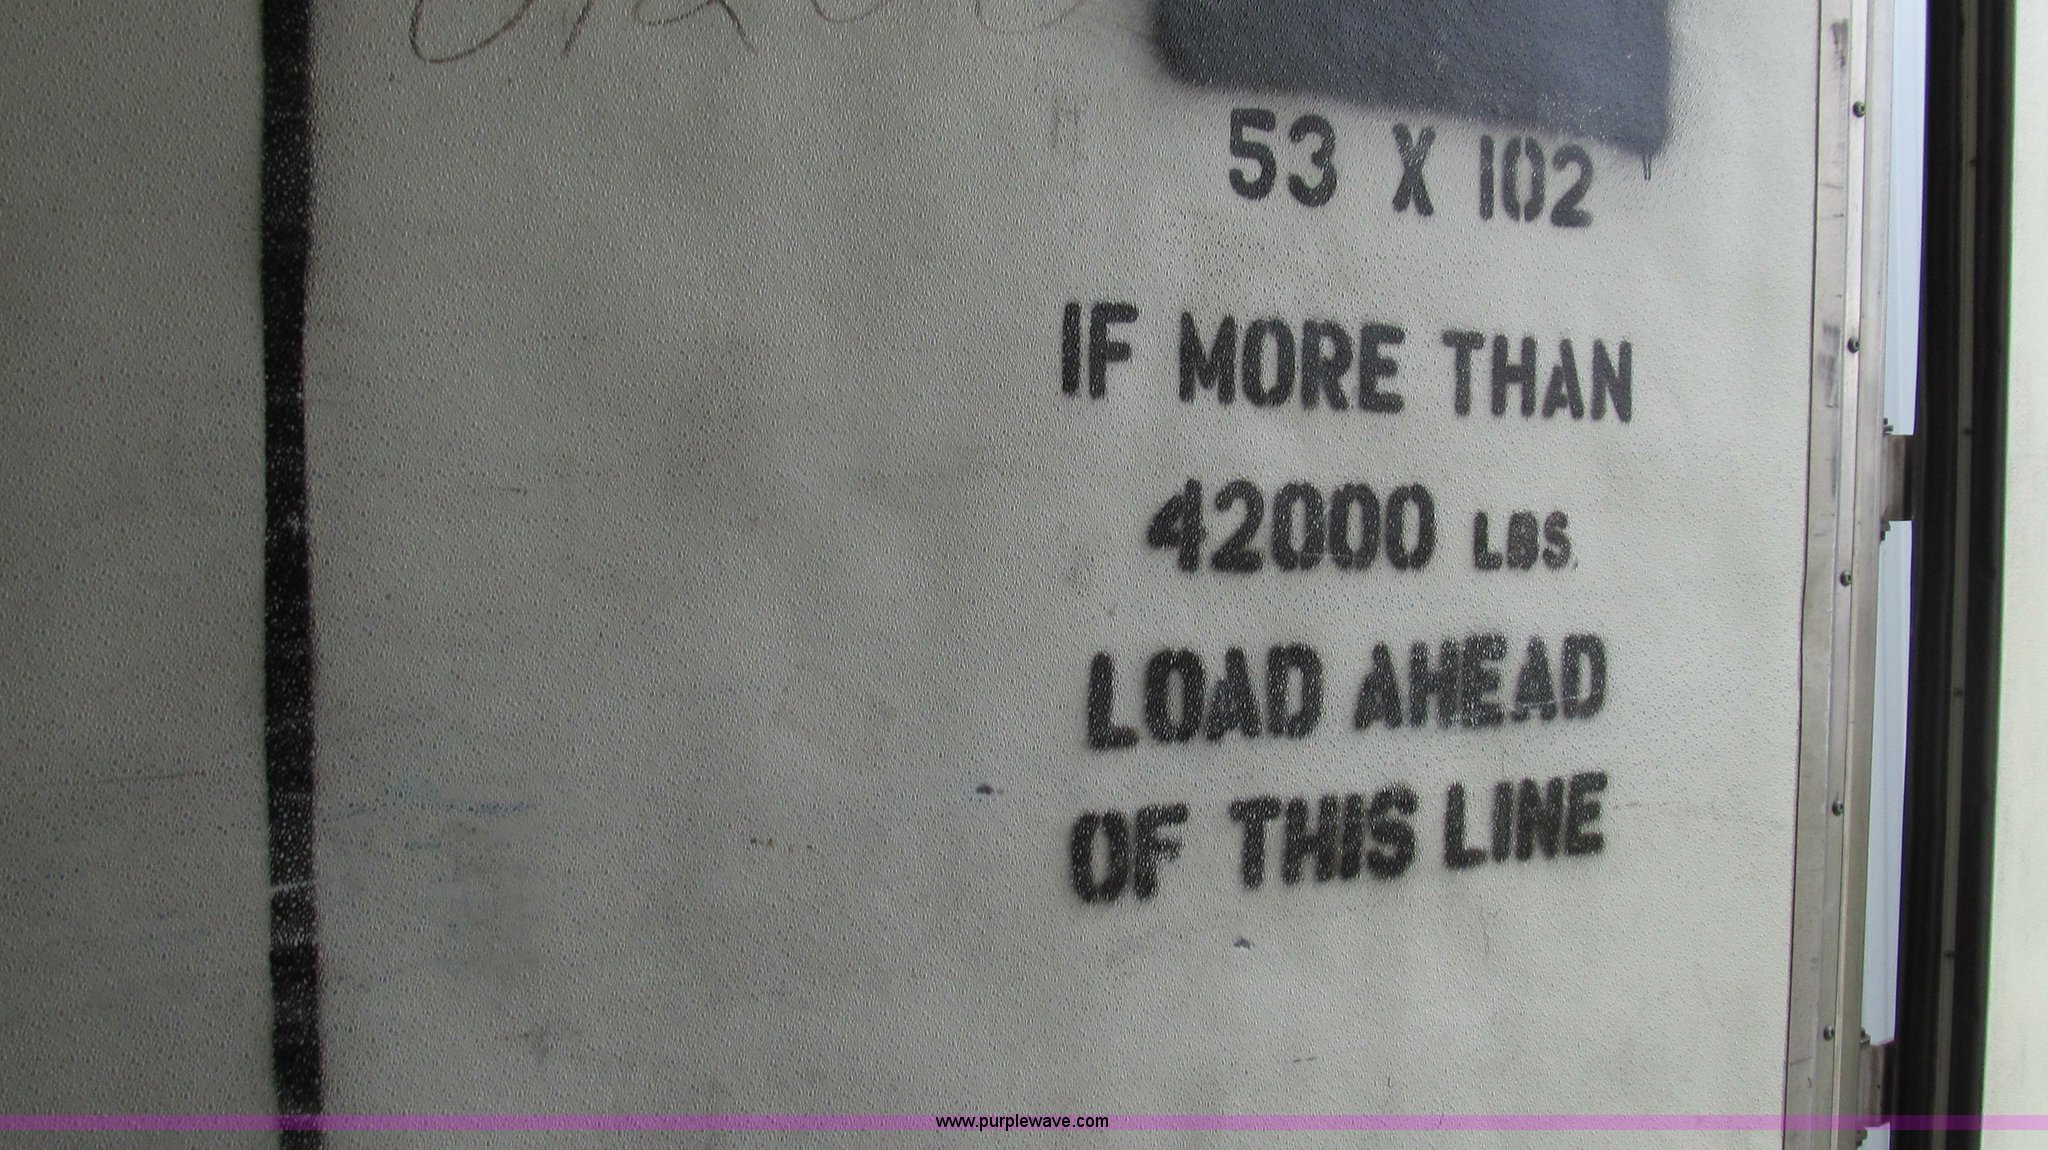 53 X 102
IF MORE THAN
42000 LBS.
LOAD AHEAD
OF THIS LINE
www.purplewave.com